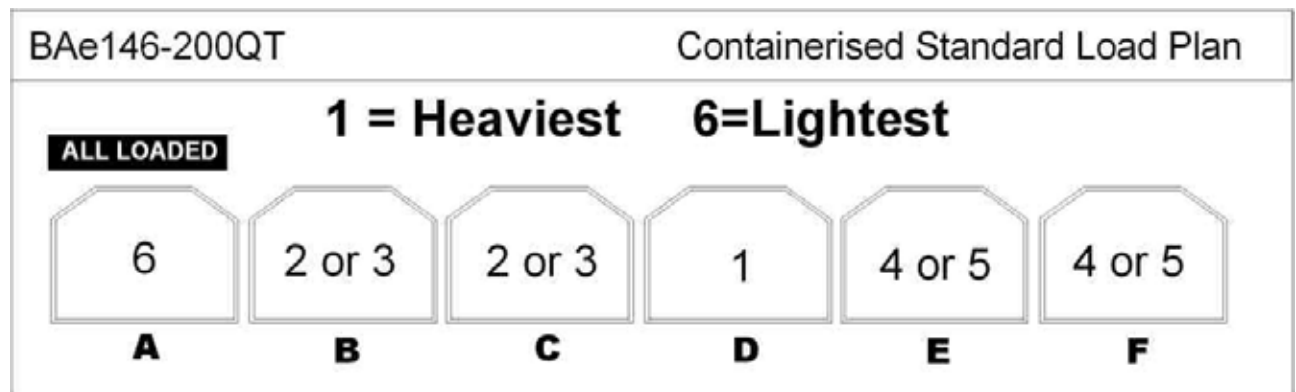 BAe146-200QT Containerised Standard Load Plan
1 = Heaviest 6=Lightest
ALL LOADED
6 2 or 3 2 or 3 1 4 or 5 4 or 5
A B C D E F